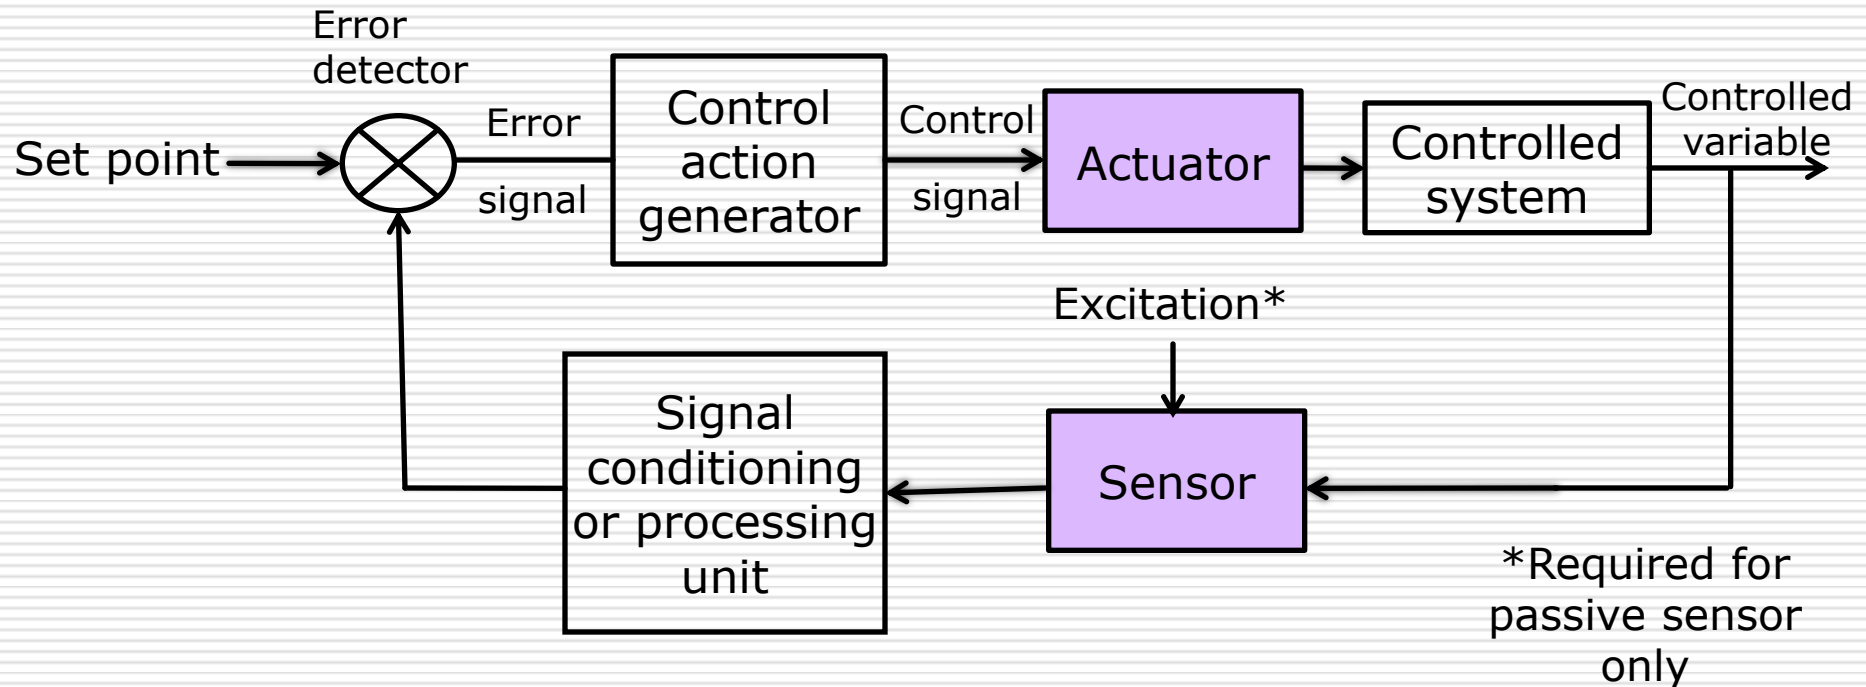 Error
detector
Set point
Error
signal
Control
action
generator
Control
signal
Actuator
Controlled
system
Controlled
variable
Excitation*
Signal
conditioning
or processing
unit
Sensor
*Required for
passive sensor
only